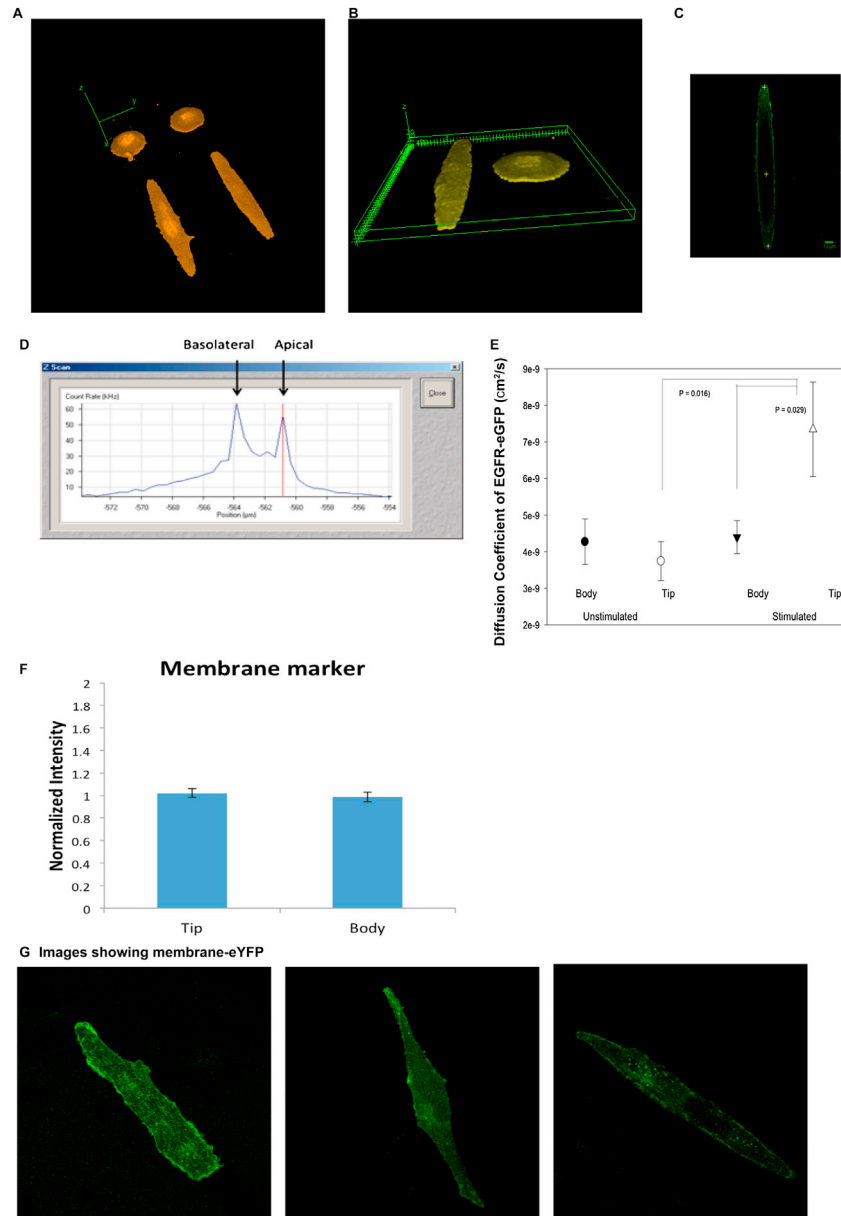 A
B
C
z
y
x
z
D
Basolateral
Apical
Z Scan
Count Rate (kHz)
60
50
40
30
20
10
-572
-570
-568
-566
-564
-562
-560
-558
-556
-554
Position (µm)
Close
E
Diffusion Coefficient of EGFR-eGFP (cm²/s)
9e-9
8e-9
7e-9
6e-9
5e-9
4e-9
3e-9
2e-9
P = 0.016)
P = 0.029)
Body
Tip
Body
Tip
Unstimulated
Stimulated
F
Membrane marker
Normalized Intensity
2
1.8
1.6
1.4
1.2
1
0.8
0.6
0.4
0.2
0
Tip
Body
G Images showing membrane-eYFP